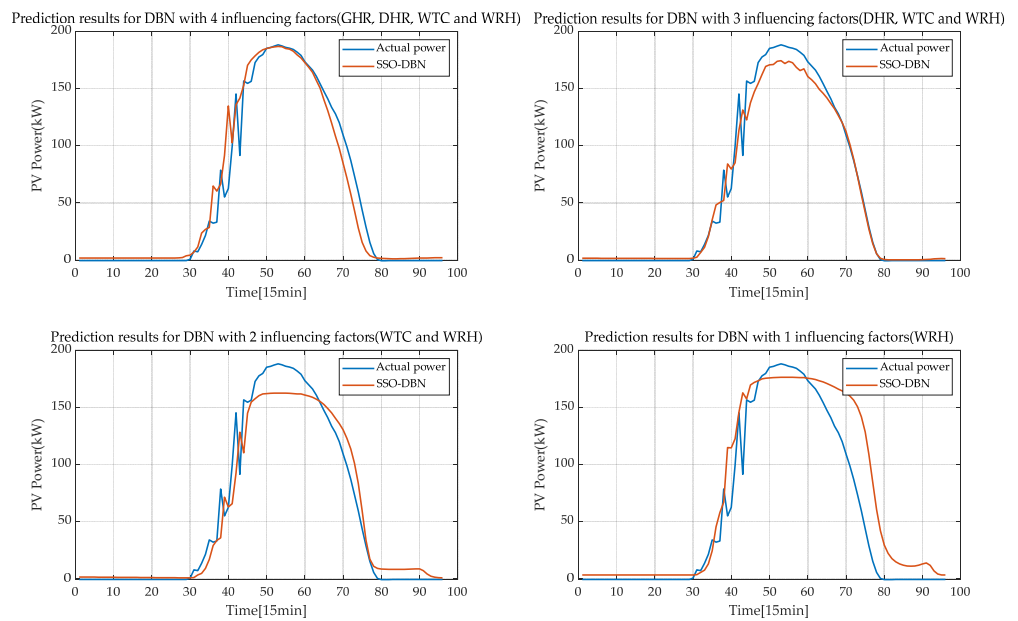 Prediction results for DBN with 4 influencing factors(GHR, DHR, WTC and WRH)
200
150
100
50
0
PV Power(kW)
Actual power
SSO-DBN
0 10 20 30 40 50 60 70 80 90 100
Time[15min]
Prediction results for DBN with 3 influencing factors(DHR, WTC and WRH)
200
150
100
50
0
PV Power(kW)
Actual power
SSO-DBN
0 10 20 30 40 50 60 70 80 90 100
Time[15min]
Prediction results for DBN with 2 influencing factors(WTC and WRH)
200
150
100
50
0
PV Power(kW)
Actual power
SSO-DBN
0 10 20 30 40 50 60 70 80 90 100
Time[15min]
Prediction results for DBN with 1 influencing factors(WRH)
200
150
100
50
0
PV Power(kW)
Actual power
SSO-DBN
0 10 20 30 40 50 60 70 80 90 100
Time[15min]